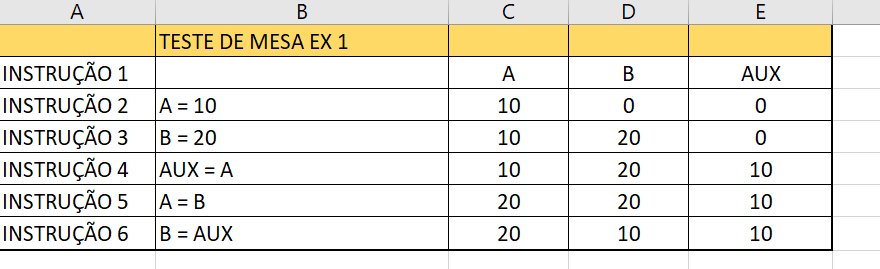 A B C D E
TESTE DE MESA EX 1
INSTRUÇÃO 1 A B AUX
INSTRUÇÃO 2 A = 10 10 0 0
INSTRUÇÃO 3 B = 20 10 20 0
INSTRUÇÃO 4 AUX = A 10 20 10
INSTRUÇÃO 5 A = B 20 20 10
INSTRUÇÃO 6 B = AUX 20 10 10